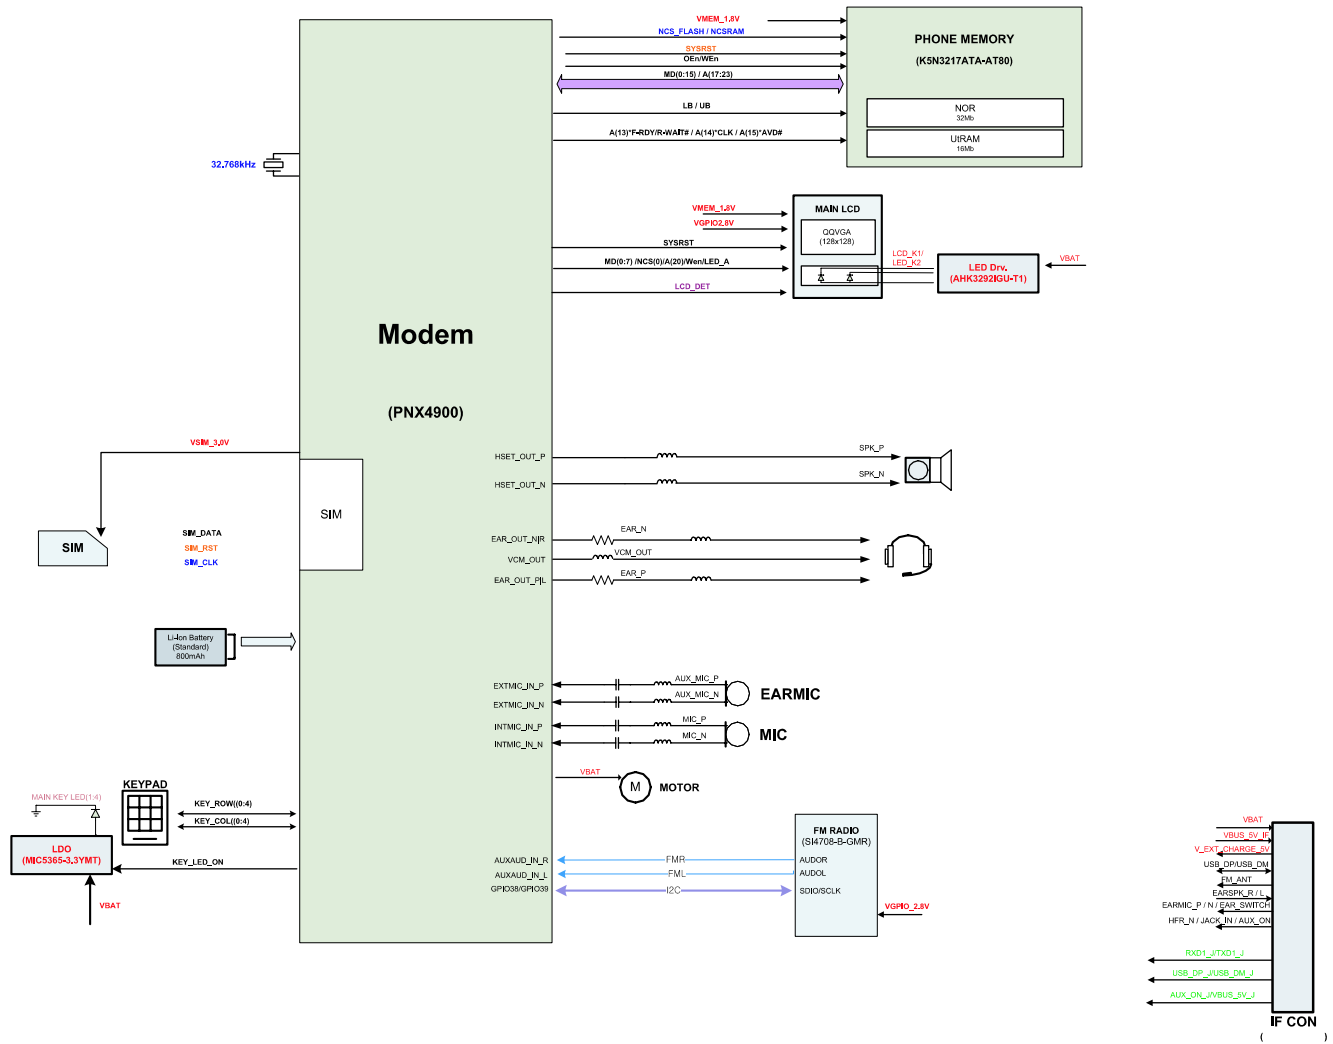 VMEM_1.8V
NCS_FLASH / NCSRAM
SYSRST
OEn/WEn
MD(0:15) / A(17:23)
LB / UB
A(13)*F-RDY/R-WAIT# / A(14)*CLK / A(15)*AVD#
PHONE MEMORY
(K5N3217ATA-AT80)
NOR
32Mb
UtRAM
16Mb
32.768kHz
VMEM_1.8V
VGPIO2.8V
SYSRST
MD(0:7) /NCS(0)/A(20)/Wen/LED_A
LCD_DET
MAIN LCD
QQVGA
(128x128)
LCD_K1/
LED_K2
LED Drv.
(AHK3292IGU-T1)
VBAT
Modem
(PNX4900)
VSIM_3.0V
SIM
SIM
SIM_DATA
SIM_RST
SIM_CLK
HSET_OUT_P
SPK_P
HSET_OUT_N
SPK_N
EAR_OUT_N|R
EAR_N
VCM_OUT
VCM_OUT
EAR_OUT_P|L
EAR_P
Li-Ion Battery
(Standard)
800mAh
EXTMIC_IN_P
AUX_MIC_P
EXTMIC_IN_N
AUX_MIC_N
EARMIC
INTMIC_IN_P
MIC_P
INTMIC_IN_N
MIC_N
MIC
VBAT
M
MOTOR
KEYPAD
MAIN KEY LED(1:4)
KEY_ROW((0:4)
KEY_COL((0:4)
LDO
(MIC5365-3.3YMT)
KEY_LED_ON
VBAT
AUXAUD_IN_R
AUXAUD_IN_L
GPIO38/GPIO39
FMR
FML
I2C
FM RADIO
(SI4708-B-GMR)
AUDOR
AUDOL
SDIO/SCLK
VGPIO_2.8V
VBAT
VBUS_5V_IF
V_EXT_CHARGE_5V
USB_DP/USB_DM
FM_ANT
EARSPK_R / L
EARMIC_P / N / EAR_SWITCH
HFR_N / JACK_IN / AUX_ON
RXD1_J/TXD1_J
USB_DP_J/USB_DM_J
AUX_ON_J/VBUS_5V_J
IF CON
( )